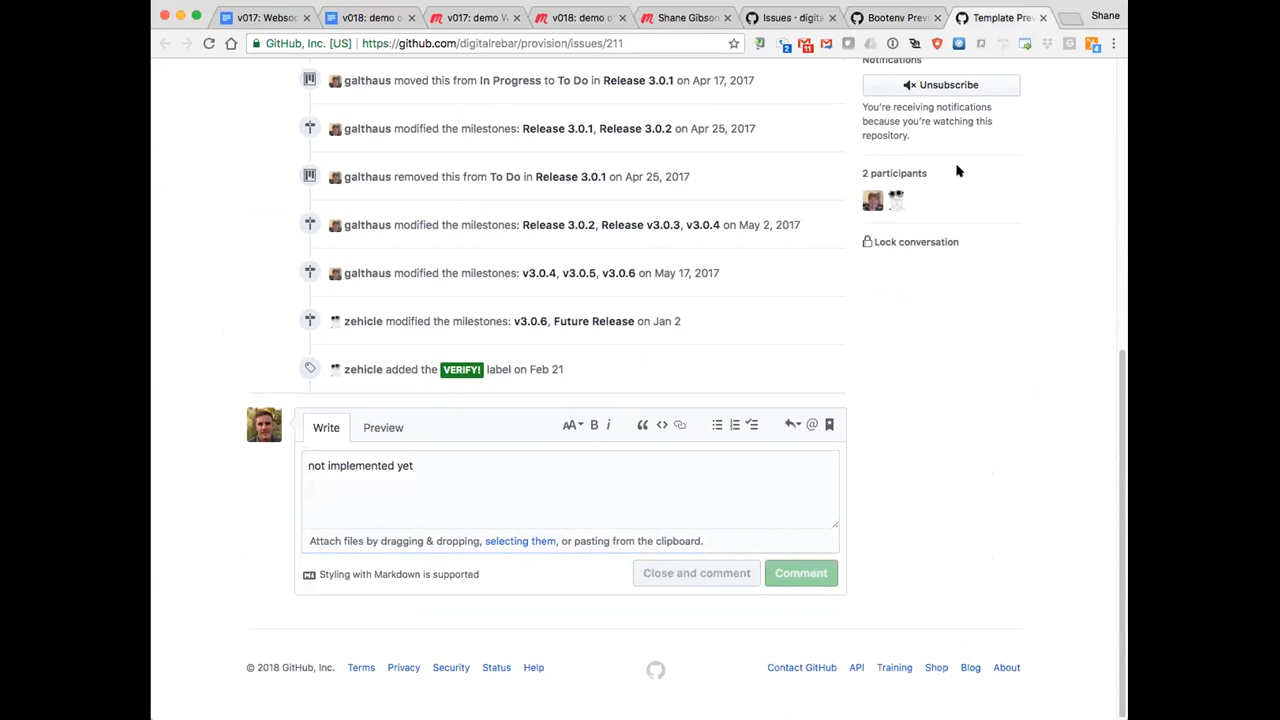 v017: Websoc
v018: demo o
v017: demo W
v018: demo o
Shane Gibson
Issues · digita
Bootenv Previ
Template Prev
Shane
GitHub, Inc. [US]
https://github.com/digitalrebar/provision/issues/211
2
11
4
Notifications
galthaus moved this from In Progress to To Do in Release 3.0.1 on Apr 17, 2017
Unsubscribe
You're receiving notifications
because you're watching this
repository.
galthaus modified the milestones: Release 3.0.1, Release 3.0.2 on Apr 25, 2017
galthaus removed this from To Do in Release 3.0.1 on Apr 25, 2017
2 participants
galthaus modified the milestones: Release 3.0.2, Release v3.0.3, v3.0.4 on May 2, 2017
Lock conversation
galthaus modified the milestones: v3.0.4, v3.0.5, v3.0.6 on May 17, 2017
zehicle modified the milestones: v3.0.6, Future Release on Jan 2
zehicle added the VERIFY! label on Feb 21
Write
Preview
AA B i
not implemented yet
Attach files by dragging & dropping, selecting them, or pasting from the clipboard.
Styling with Markdown is supported
Close and comment
Comment
© 2018 GitHub, Inc. Terms Privacy Security Status Help
Contact GitHub API Training Shop Blog About